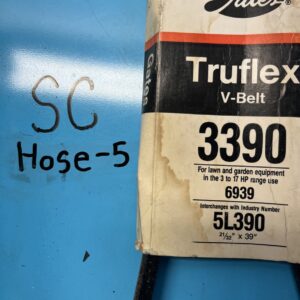 SC
Hose-5
Gates®
Gates
Truflex
V-Belt
3390
For lawn and garden equipment
in the 3 to 17 HP range use
6939
Interchanges with Industry Number
5L390
21/32" x 39"